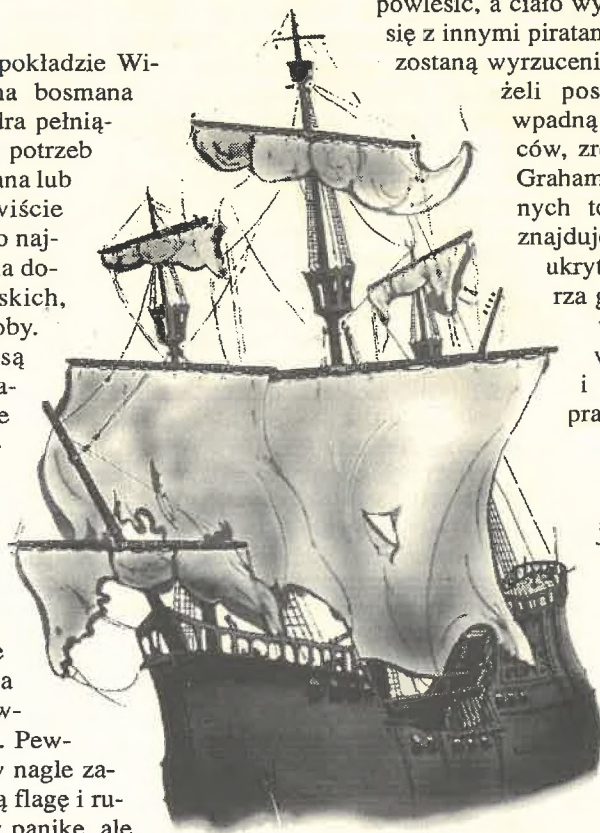 pokładzie Wi-
na bosmana
dra pełnią-
potrzeb
ana lub
wiście
o naj-
a do-
skich,
oby.
są
a-
e
-
e
a
w-
. Pew-
nagle za-
ą flagę i ru-
panikę, ale
powiesić, a ciało wy
się z innymi piratam
zostaną wyrzuceni
żeli pos
wpadną
ców, zro
Graham
nych to
znajduje
ukryt
rza g
w
i
pra